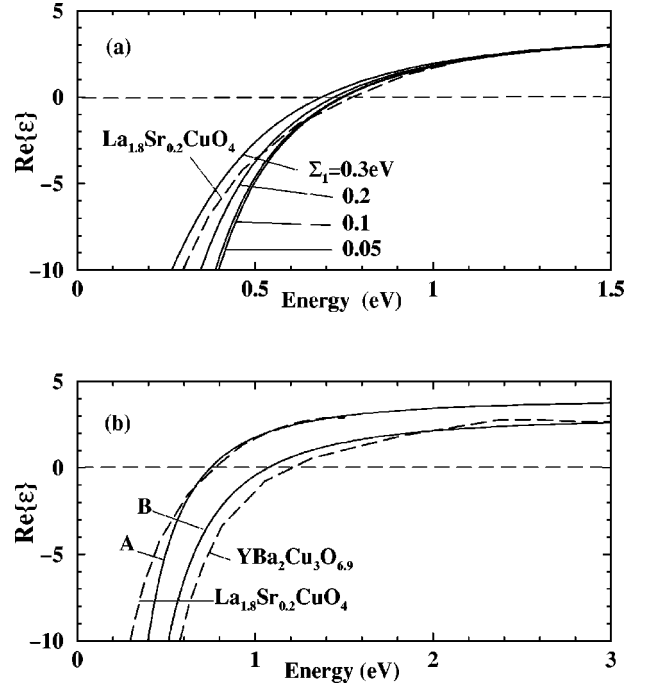 (a)
5
0
−5
−10
Re{ε}
La1.8Sr0.2CuO4
Σ1=0.3eV
0.2
0.1
0.05
0 0.5 1 1.5
Energy (eV)
(b)
5
0
−5
−10
Re{ε}
B
A
YBa2Cu3O6.9
La1.8Sr0.2CuO4
0 1 2 3
Energy (eV)